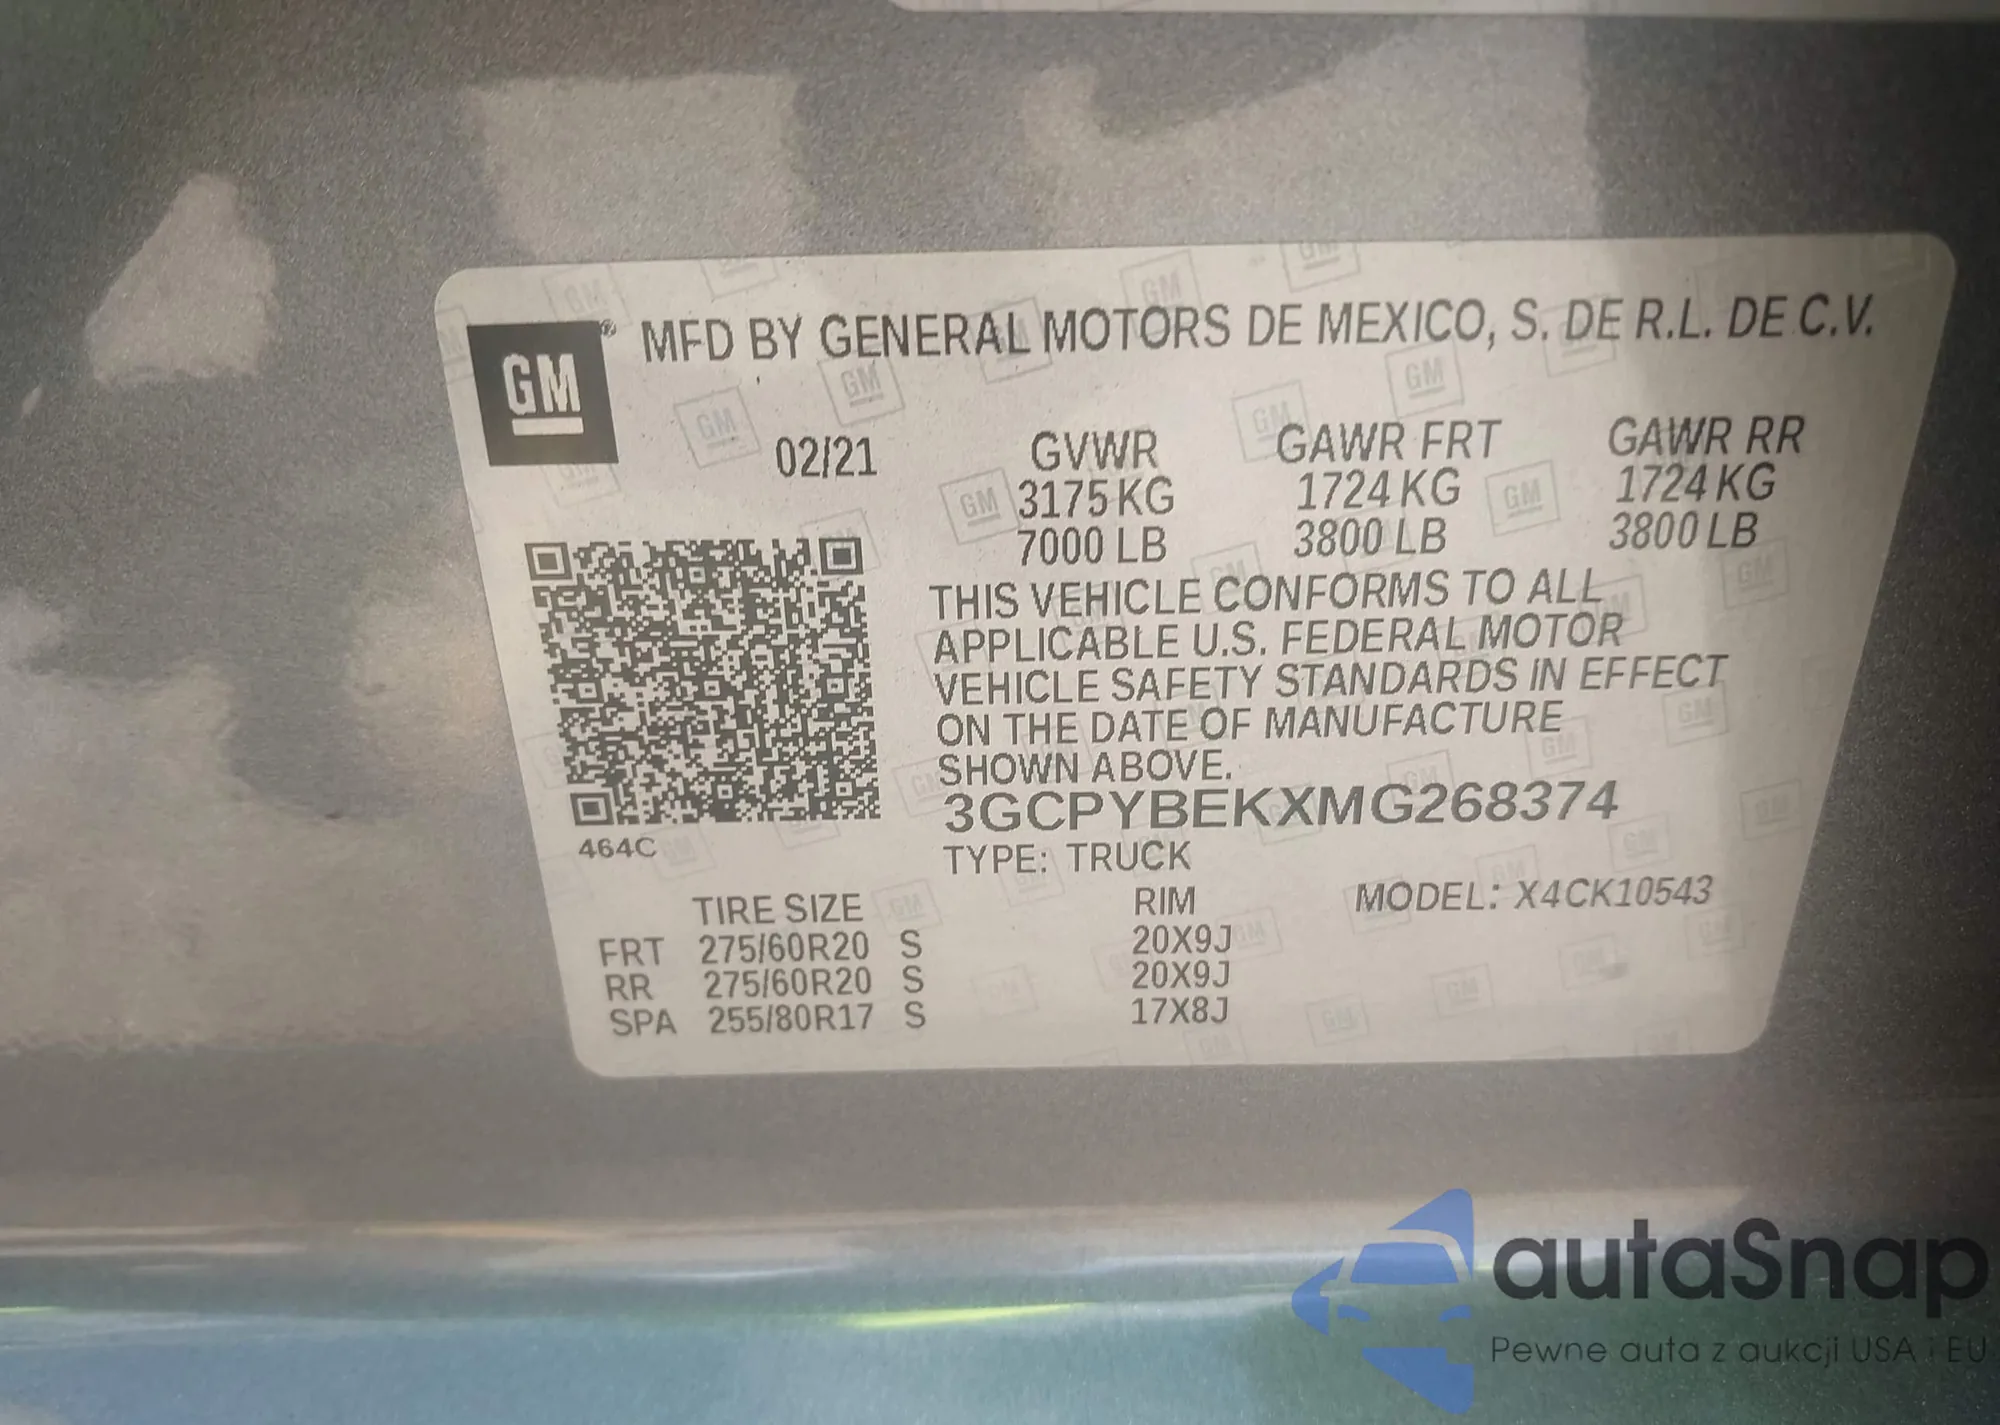 GM® MFD BY GENERAL MOTORS DE MEXICO, S. DE R.L. DE C.V.
02/21 GVWR GAWR FRT GAWR RR
3175 KG 1724 KG 1724 KG
7000 LB 3800 LB 3800 LB
THIS VEHICLE CONFORMS TO ALL
APPLICABLE U.S. FEDERAL MOTOR
VEHICLE SAFETY STANDARDS IN EFFECT
ON THE DATE OF MANUFACTURE
SHOWN ABOVE.
3GCPYBEKXMG268374
464C
TYPE: TRUCK
TIRE SIZE RIM MODEL: X4CK10543
FRT 275/60R20 S 20X9J
RR 275/60R20 S 20X9J
SPA 255/80R17 S 17X8J
autaSnap
Pewne auta z aukcji USA i EU